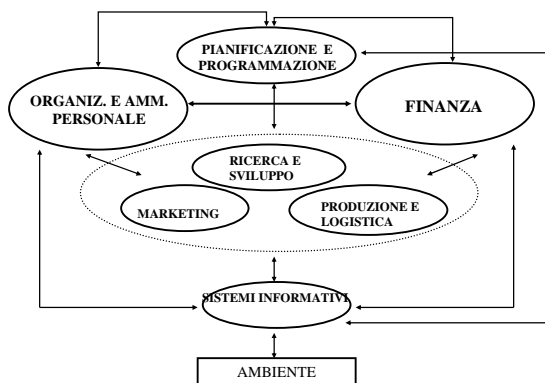 PIANIFICAZIONE E
PROGRAMMAZIONE
ORGANIZ. E AMM.
PERSONALE
FINANZA
RICERCA E
SVILUPPO
MARKETING
PRODUZIONE E
LOGISTICA
SISTEMI INFORMATIVI
AMBIENTE